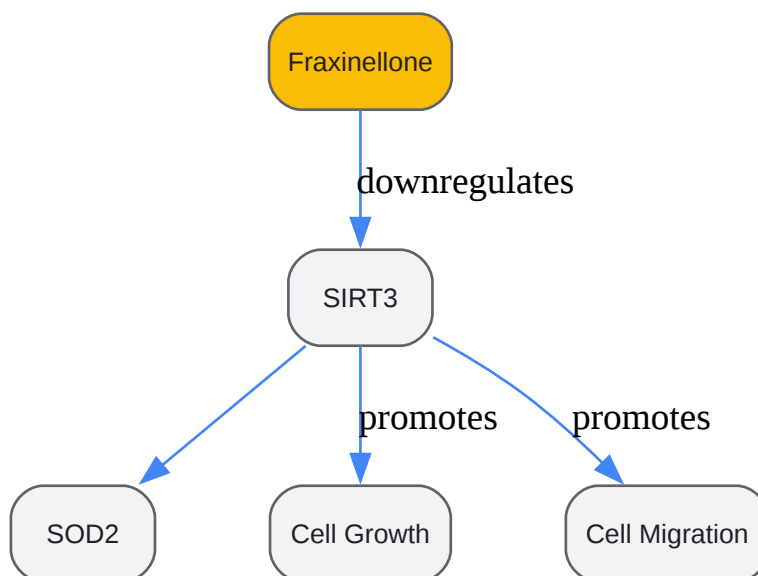 Fraxinellone
downregulates
SIRT3
promotes
promotes
SOD2
Cell Growth
Cell Migration